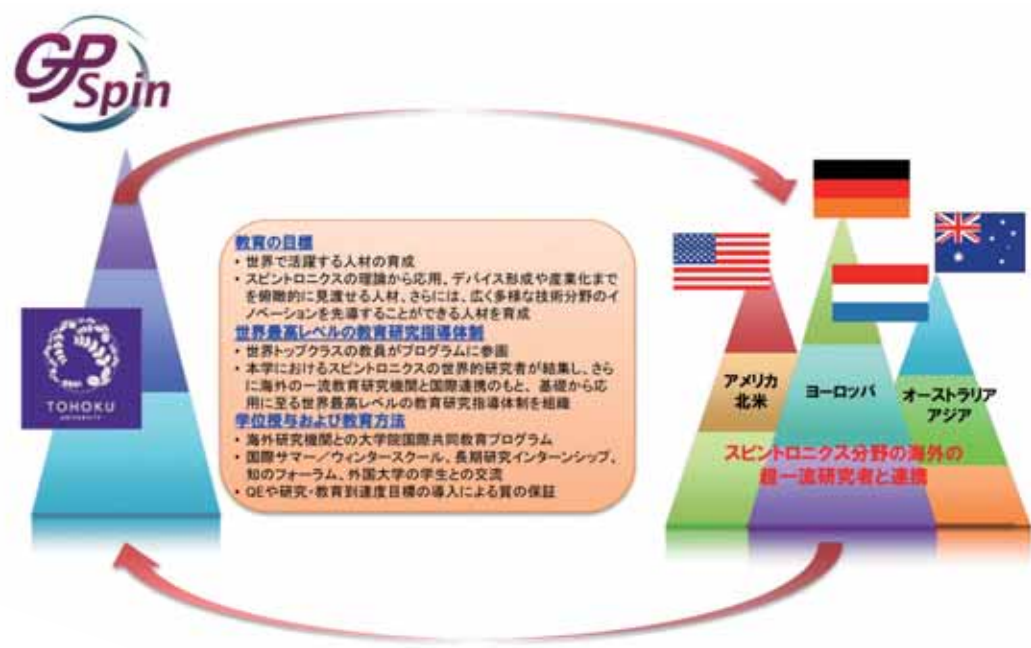 GP
Spin
教育の目標
・世界で活躍する人材の育成
・スピントロニクスの理論から応用、デバイス形成や産業化まで
を俯瞰的に見渡せる人材、さらには、広く多様な技術分野のイ
ノベーションを先導することができる人材を育成
世界最高レベルの教育研究指導体制
・世界トップクラスの教員がプログラムに参画
・本学におけるスピントロニクスの世界的研究者が結集し、さら
に海外の一流教育研究機関と国際連携のもと、基礎から応
用に至る世界最高レベルの教育研究指導体制を組織
学位授与および教育方法
・海外研究機関との大学院国際共同教育プログラム
・国際サマー/ウィンタースクール、長期研究インターンシップ、
知のフォーラム、外国大学の学生との交流
・QEや研究・教育到達度目標の導入による質の保証
TOHOKU
UNIVERSITY
アメリカ
北米
ヨーロッパ
オーストラリア
アジア
スピントロニクス分野の海外の
超一流研究者と連携